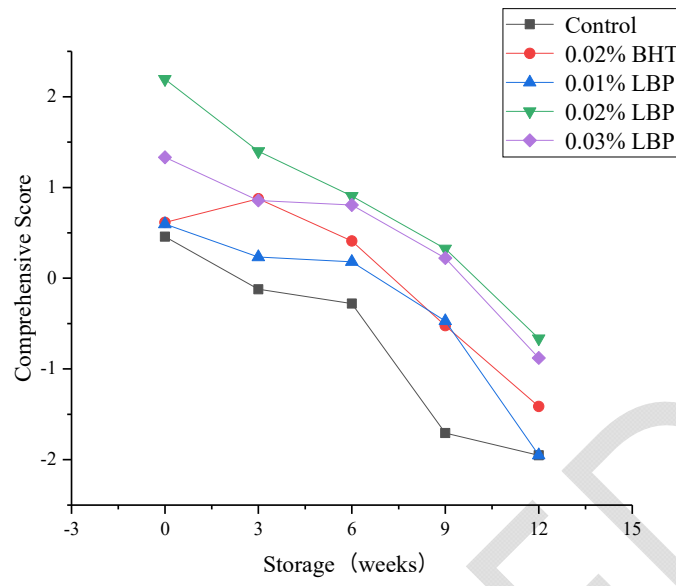 Control
0.02% BHT
0.01% LBP
0.02% LBP
0.03% LBP
2
1
0
-1
-2
Comprehensive Score
-3
0
3
6
9
12
15
Storage（weeks）